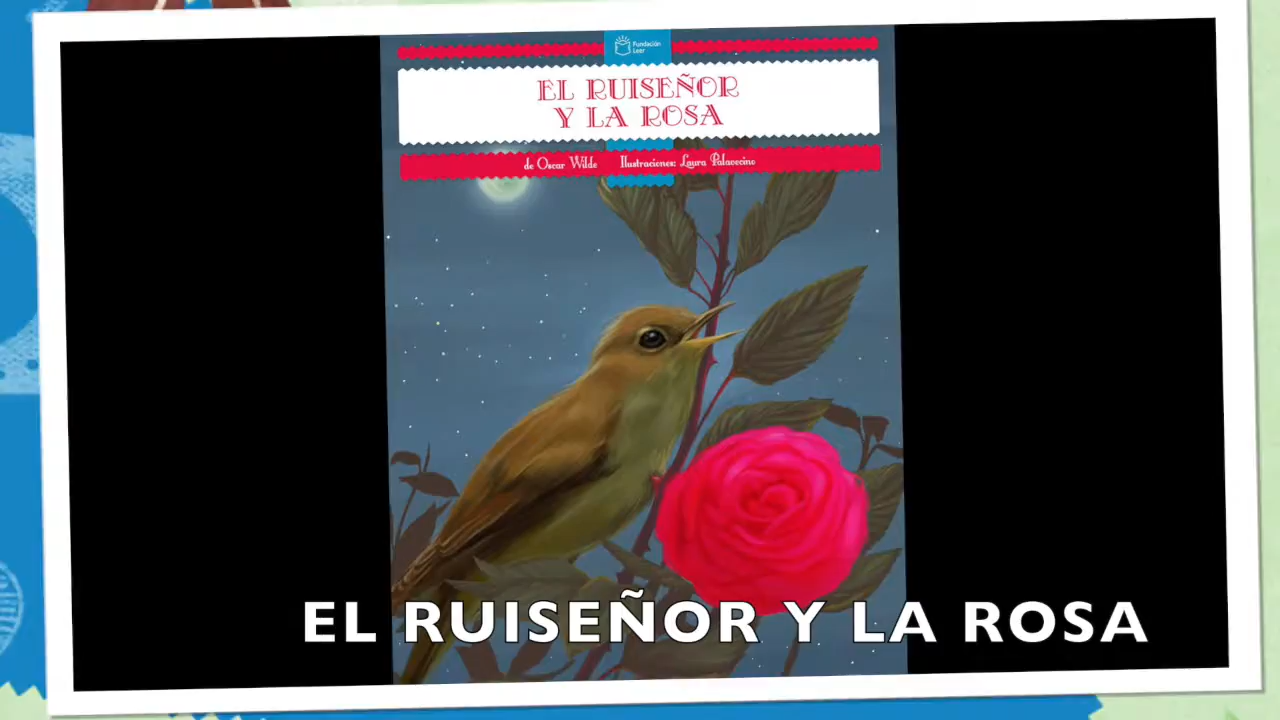 Fundación
Leer
EL RUISEÑOR
Y LA ROSA
de Oscar Wilde Ilustraciones: Laura Palavecino
EL RUISEÑOR Y LA ROSA